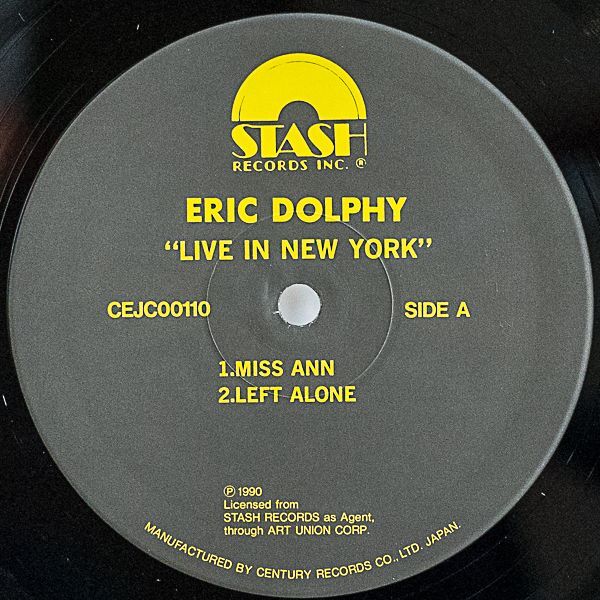 STASH
RECORDS INC. ®
ERIC DOLPHY
“LIVE IN NEW YORK”
CEJC00110
SIDE A
1.MISS ANN
2.LEFT ALONE
℗ 1990
Licensed from
STASH RECORDS as Agent,
through ART UNION CORP.
MANUFACTURED BY CENTURY RECORDS CO., LTD. JAPAN.